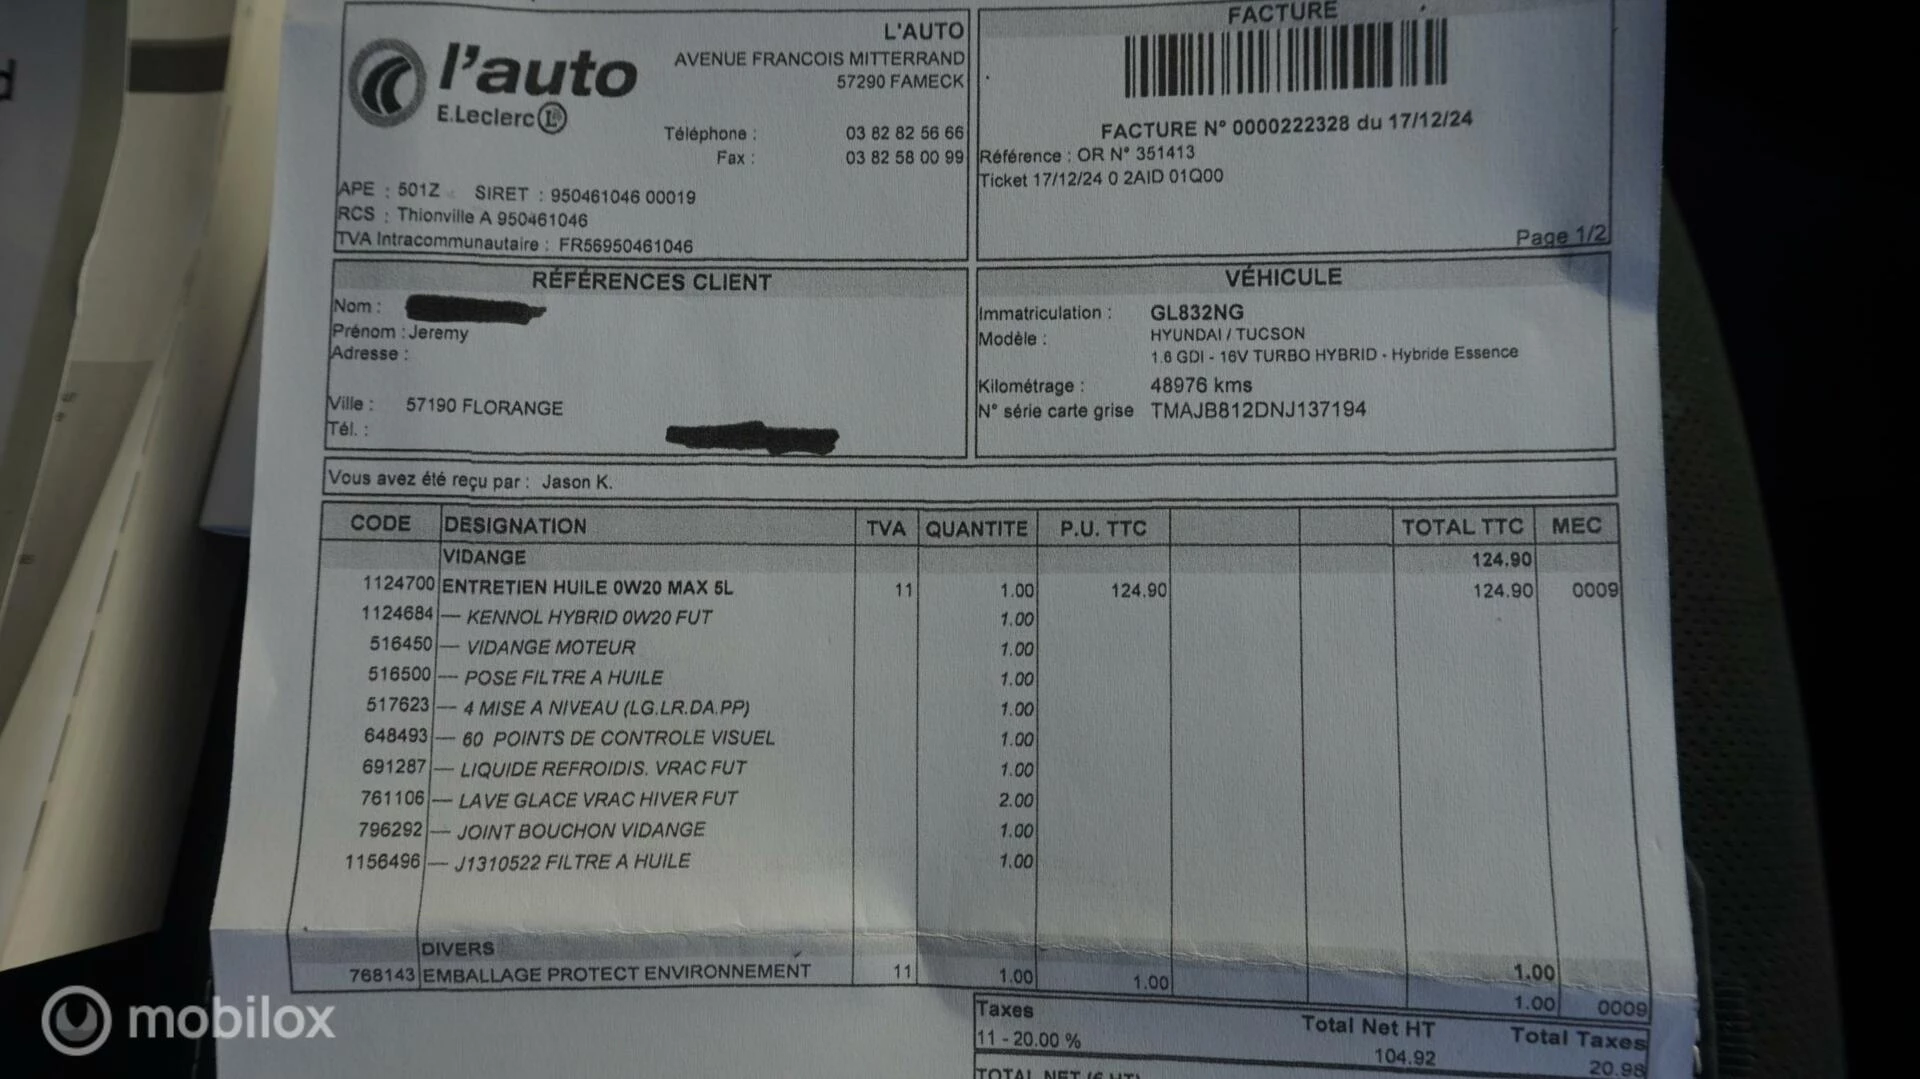 d
l'auto
E.Leclerc L
L'AUTO
AVENUE FRANCOIS MITTERRAND
57290 FAMECK
Téléphone : 03 82 82 56 66
Fax : 03 82 58 00 99
APE : 501Z SIRET : 950461046 00019
RCS : Thionville A 950461046
TVA Intracommunautaire : FR56950461046
FACTURE
FACTURE N° 0000222328 du 17/12/24
Référence : OR N° 351413
Ticket 17/12/24 0 2AID 01Q00
Page 1/2
RÉFÉRENCES CLIENT
Nom :
Prénom : Jeremy
Adresse :
Ville : 57190 FLORANGE
Tél. :
VÉHICULE
Immatriculation : GL832NG
Modèle : HYUNDAI / TUCSON
1.6 GDI - 16V TURBO HYBRID - Hybride Essence
Kilométrage : 48976 kms
N° série carte grise TMAJB812DNJ137194
Vous avez été reçu par : Jason K.
CODE DESIGNATION TVA QUANTITE P.U. TTC TOTAL TTC MEC
VIDANGE 124.90
1124700 ENTRETIEN HUILE 0W20 MAX 5L 11 1.00 124.90 124.90 0009
1124684 — KENNOL HYBRID 0W20 FUT 1.00
516450 — VIDANGE MOTEUR 1.00
516500 — POSE FILTRE A HUILE 1.00
517623 — 4 MISE A NIVEAU (LG.LR.DA.PP) 1.00
648493 — 60 POINTS DE CONTROLE VISUEL 1.00
691287 — LIQUIDE REFROIDIS. VRAC FUT 1.00
761106 — LAVE GLACE VRAC HIVER FUT 2.00
796292 — JOINT BOUCHON VIDANGE 1.00
1156496 — J1310522 FILTRE A HUILE 1.00
DIVERS 1.00
768143 EMBALLAGE PROTECT ENVIRONNEMENT 11 1.00 1.00 1.00 0009
Taxes Total Net HT Total Taxes
11 - 20.00 % 104.92 20.98
TOTAL NET (€ HT)
mobilox